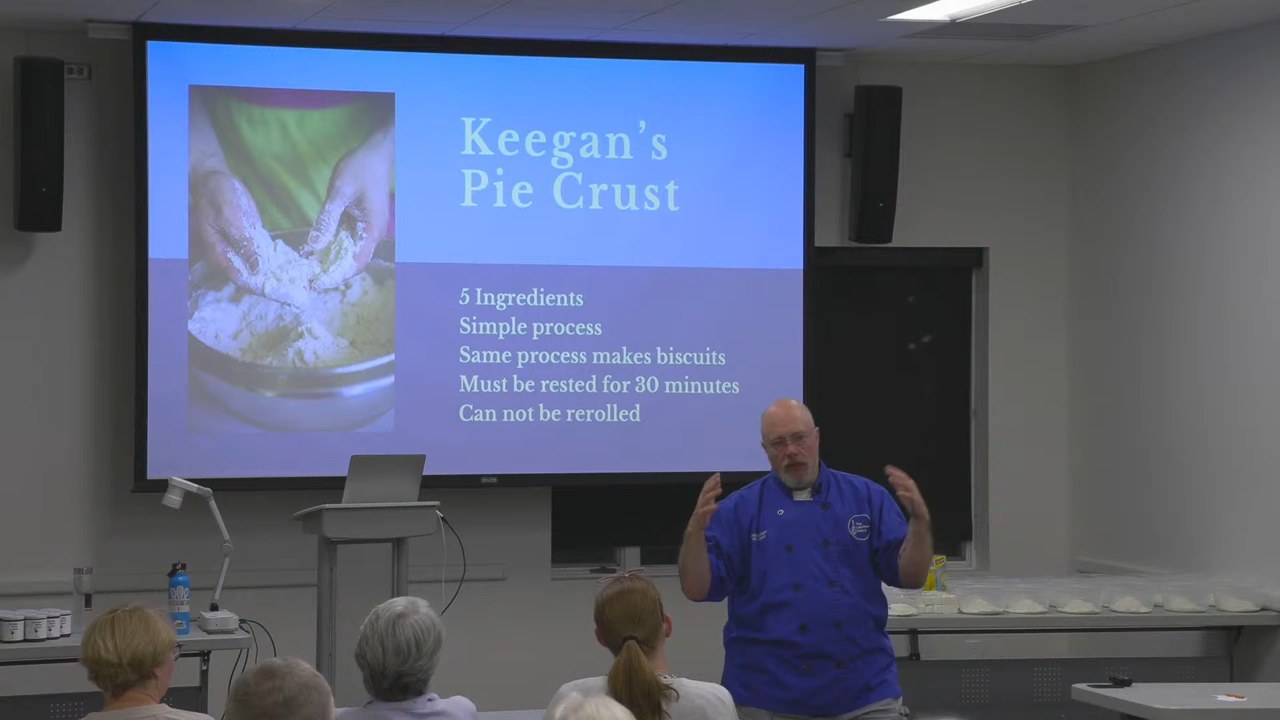 Keegan's
Pie Crust
5 Ingredients
Simple process
Same process makes biscuits
Must be rested for 30 minutes
Can not be rerolled